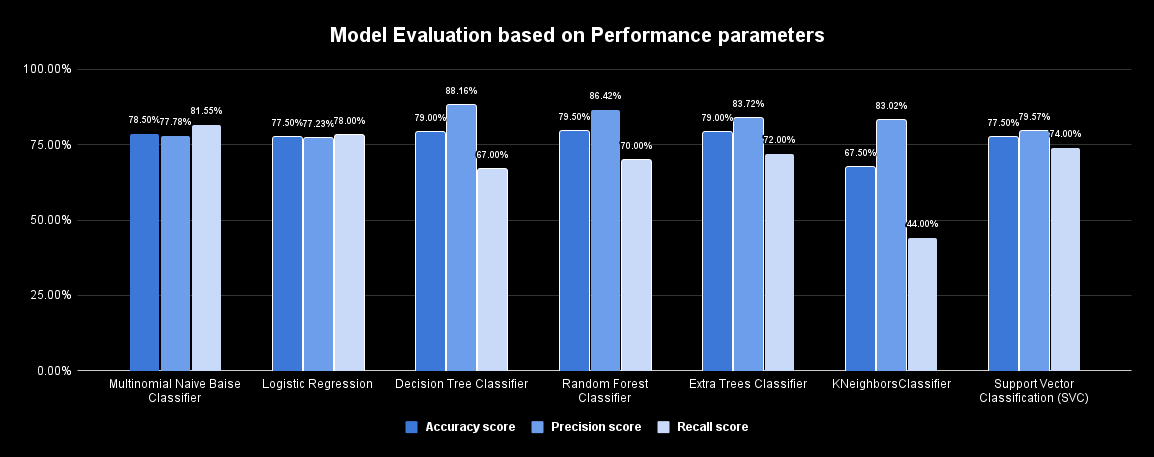 Model Evaluation based on Performance parameters
100.00%
75.00%
50.00%
25.00%
0.00%
78.50%
77.78%
81.55%
77.50%
77.23%
78.00%
79.00%
88.16%
67.00%
79.50%
86.42%
70.00%
79.00%
83.72%
72.00%
67.50%
83.02%
44.00%
77.50%
79.57%
74.00%
Multinomial Naive Baise
Classifier
Logistic Regression
Decision Tree Classifier
Random Forest
Classifier
Extra Trees Classifier
KNeighborsClassifier
Support Vector
Classification (SVC)
Accuracy score
Precision score
Recall score